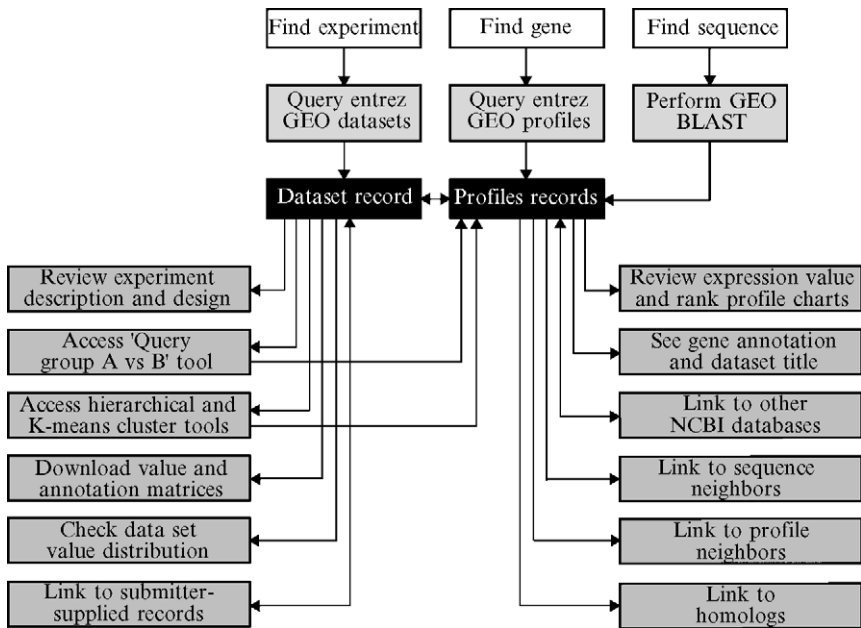 Find experiment
Find gene
Find sequence
Query entrez
GEO datasets
Query entrez
GEO profiles
Perform GEO
BLAST
Dataset record
Profiles records
Review experiment
description and design
Access 'Query
group A vs B' tool
Access hierarchical and
K-means cluster tools
Download value and
annotation matrices
Check data set
value distribution
Link to submitter-
supplied records
Review expression value
and rank profile charts
See gene annotation
and dataset title
Link to other
NCBI databases
Link to sequence
neighbors
Link to profile
neighbors
Link to
homologs